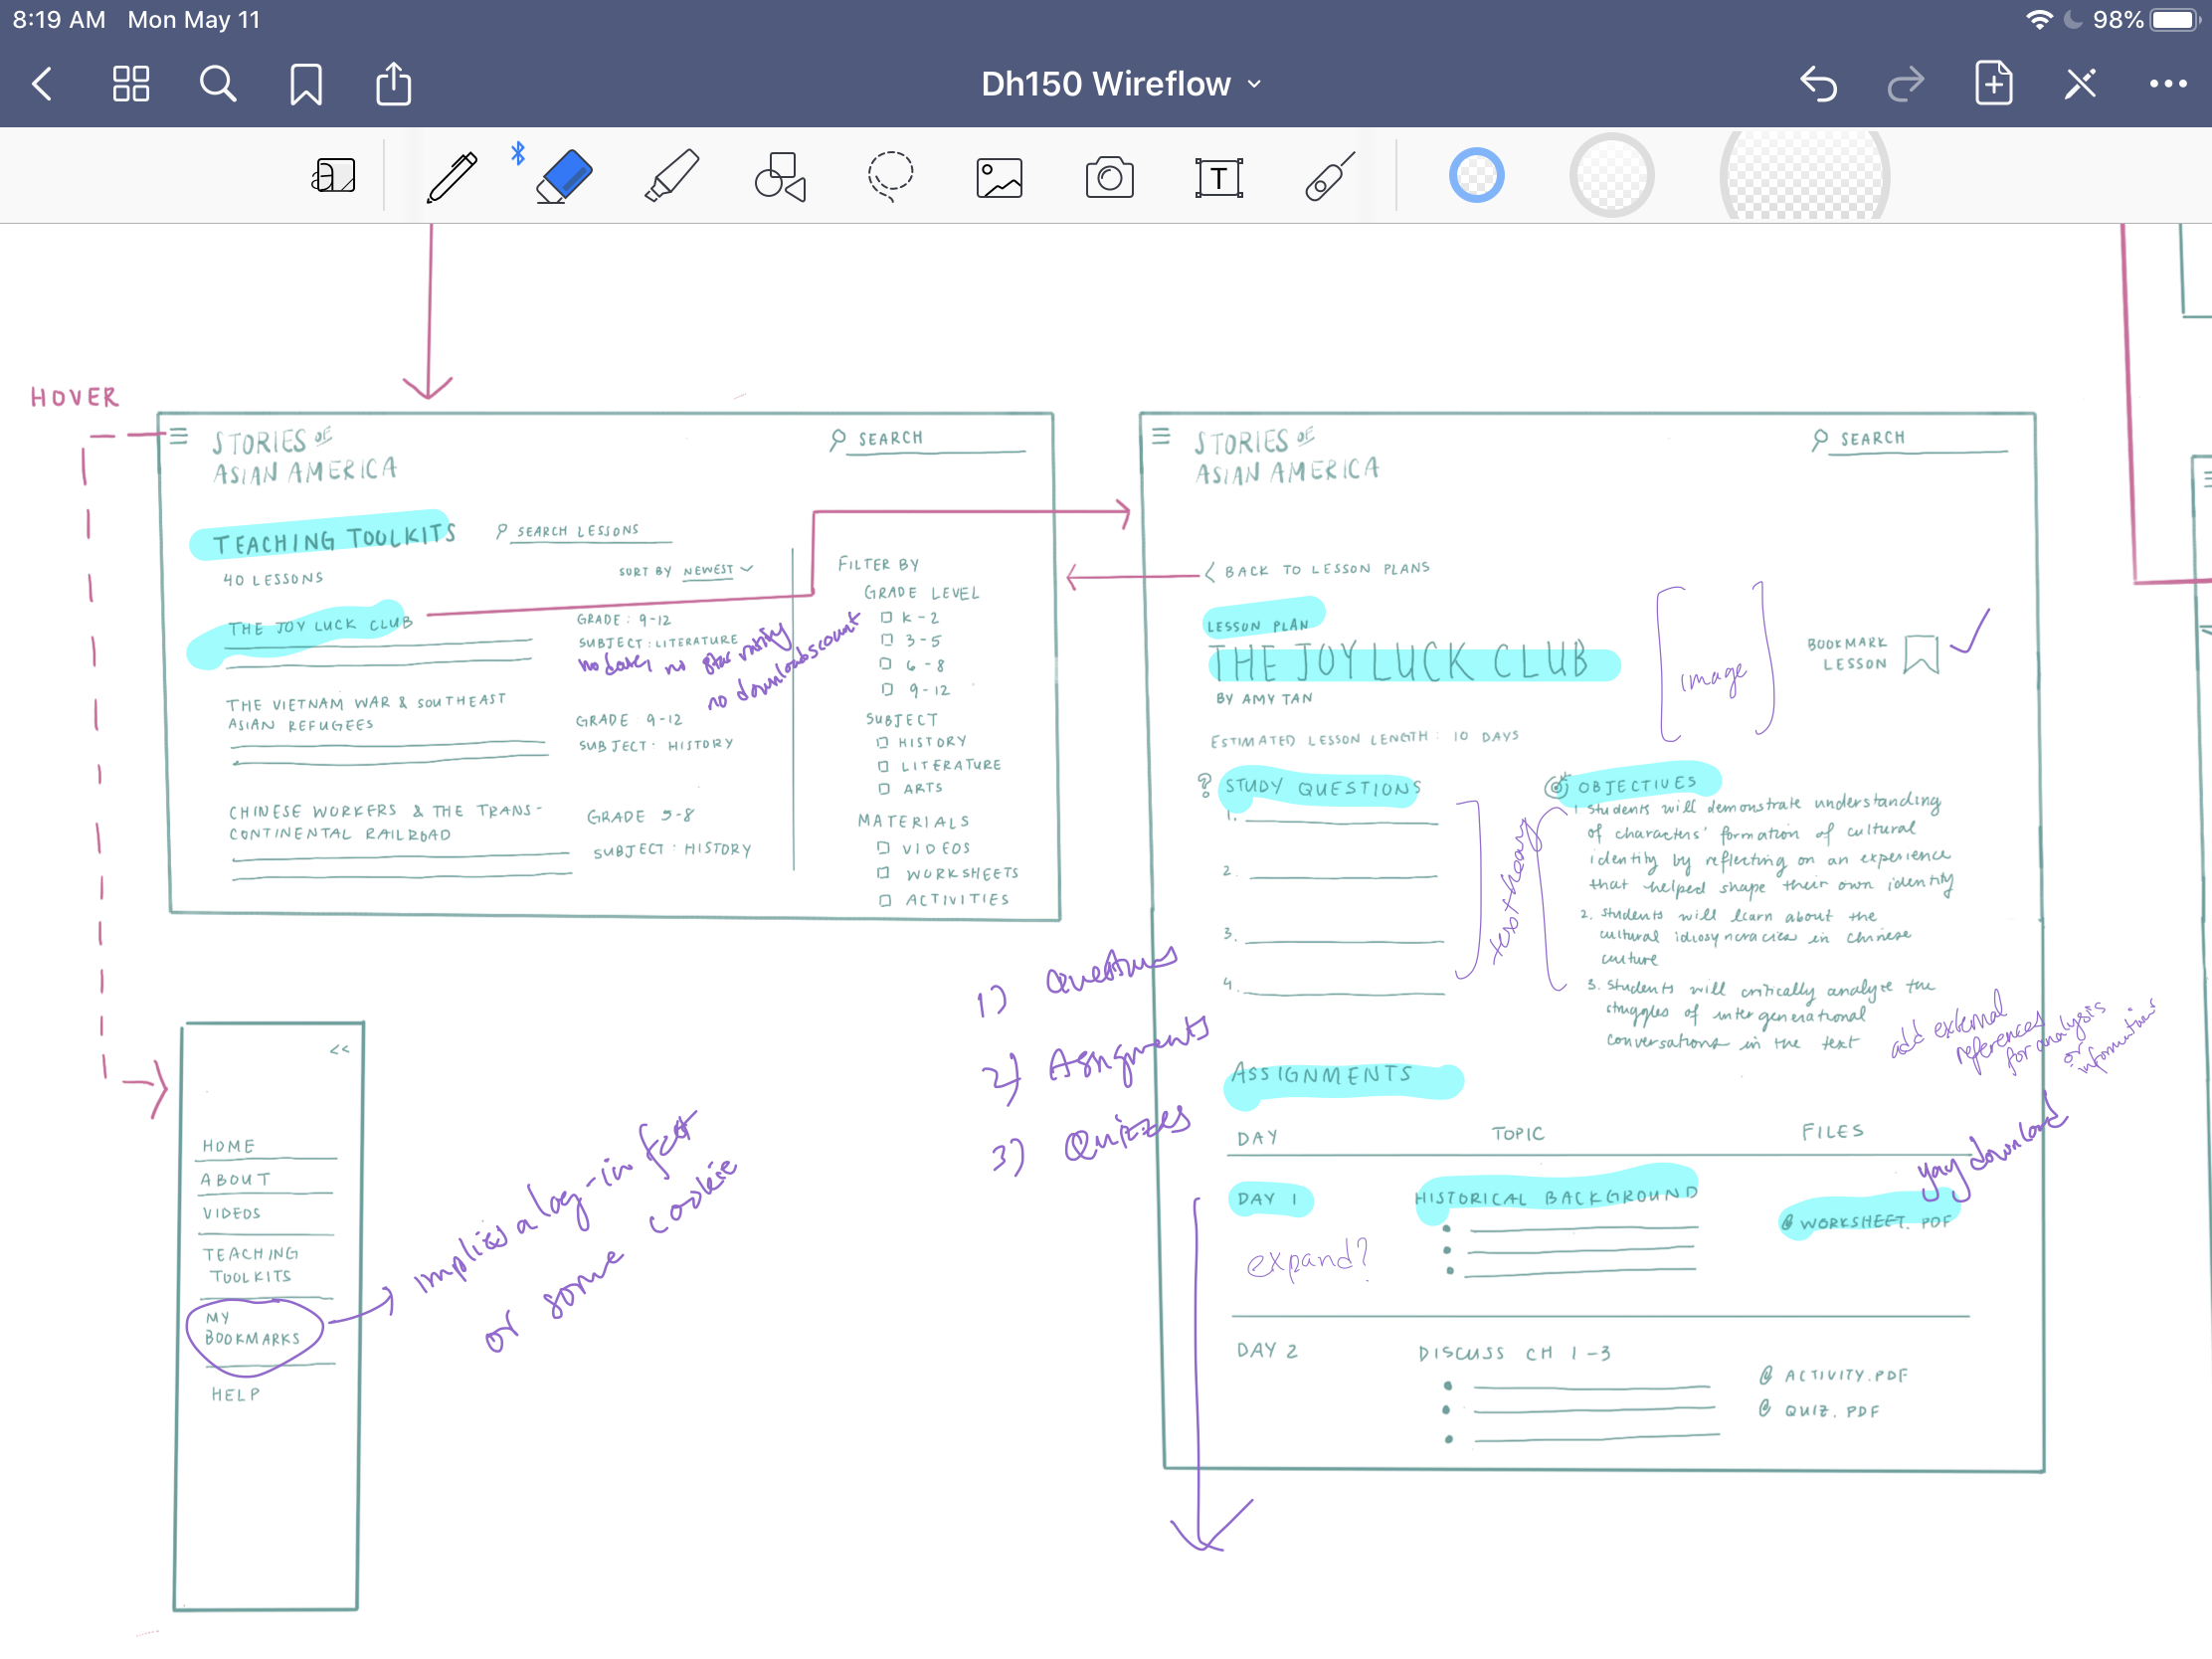 8:19 AM Mon May 11
98%
Dh150 Wireflow
T
HOVER
STORIES OF
ASIAN AMERICA
SEARCH
TEACHING TOOLKITS
SEARCH LESSONS
40 LESSONS
SORT BY NEWEST
THE JOY LUCK CLUB
GRADE: 9-12
SUBJECT: LITERATURE
no date, no star rating
no downloads count
THE VIETNAM WAR & SOUTHEAST
ASIAN REFUGEES
GRADE 9-12
SUBJECT: HISTORY
CHINESE WORKERS & THE TRANS-
CONTINENTAL RAILROAD
GRADE 5-8
SUBJECT: HISTORY
FILTER BY
GRADE LEVEL
K-2
3-5
6-8
9-12
SUBJECT
HISTORY
LITERATURE
ARTS
MATERIALS
VIDEOS
WORKSHEETS
ACTIVITIES
<<
HOME
ABOUT
VIDEOS
TEACHING
TOOLKITS
MY
BOOKMARKS
HELP
implies a log-in feat
or some cookie
1) Questions
2) Assignments
3) Quizzes
STORIES OF
ASIAN AMERICA
SEARCH
< BACK TO LESSON PLANS
LESSON PLAN
THE JOY LUCK CLUB
BY AMY TAN
ESTIMATED LESSON LENGTH: 10 DAYS
image
BOOKMARK
LESSON
? STUDY QUESTIONS
1.
2.
3.
4.
text heavy
OBJECTIVES
1. Students will demonstrate understanding
of characters' formation of cultural
identity by reflecting on an experience
that helped shape their own identity
2. Students will learn about the
cultural idiosyncracies in chinese
culture
3. Students will critically analyze the
struggles of intergenerational
conversations in the text
add external
references
for analysis
or
informations
ASSIGNMENTS
DAY TOPIC FILES
yay download
DAY 1 HISTORICAL BACKGROUND WORKSHEET.PDF
expand?
DAY 2 DISCUSS CH 1-3
ACTIVITY.PDF
QUIZ.PDF